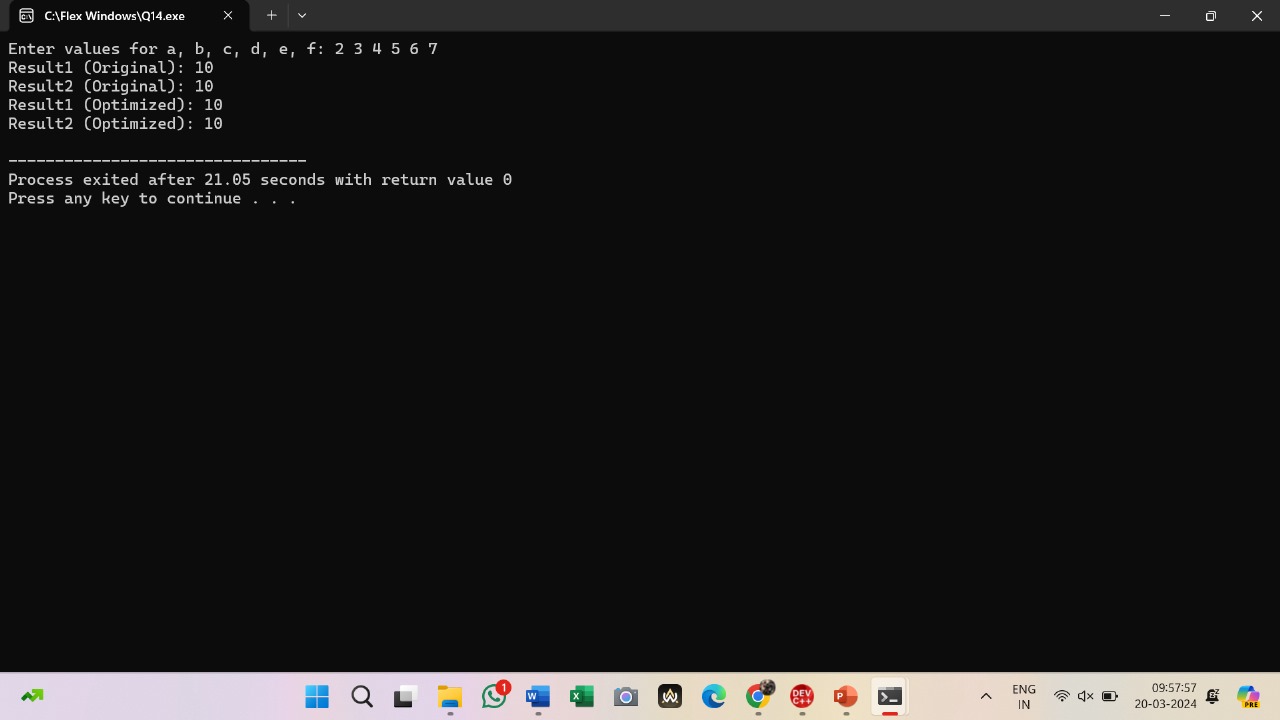 C:\Flex Windows\Q14.exe
Enter values for a, b, c, d, e, f: 2 3 4 5 6 7
Result1 (Original): 10
Result2 (Original): 10
Result1 (Optimized): 10
Result2 (Optimized): 10
--------------------------------
Process exited after 21.05 seconds with return value 0
Press any key to continue . . .
1
W
X
DEV
C++
P
ENG
IN
09:57:57
20-03-2024
PRE